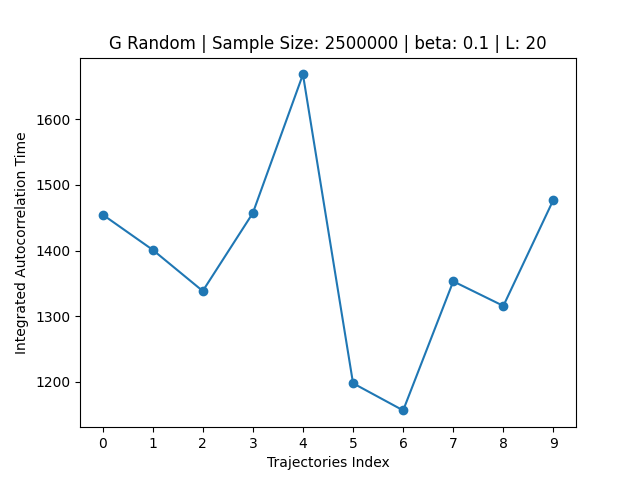 G Random | Sample Size: 2500000 | beta: 0.1 | L: 20
Integrated Autocorrelation Time
1600
1500
1400
1300
1200
0 1 2 3 4 5 6 7 8 9
Trajectories Index